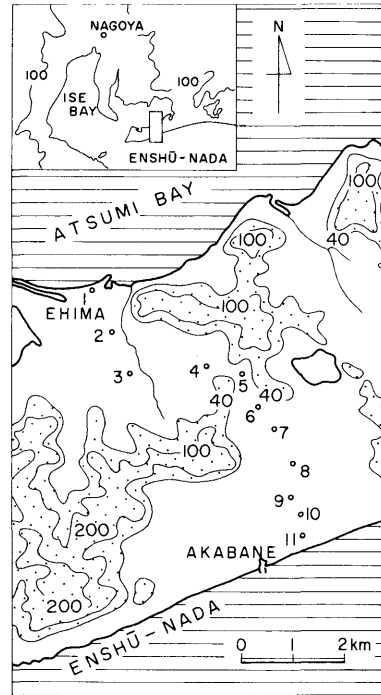 NAGOYA
100
100
ISE
BAY
ENSHŪ-NADA
N
ATSUMI BAY
100
40
100
EHIMA
1
100
2
3
4
5
40
40
6
7
100
8
9
10
200
11
AKABANE
200
ENSHŪ-NADA
0 1 2km